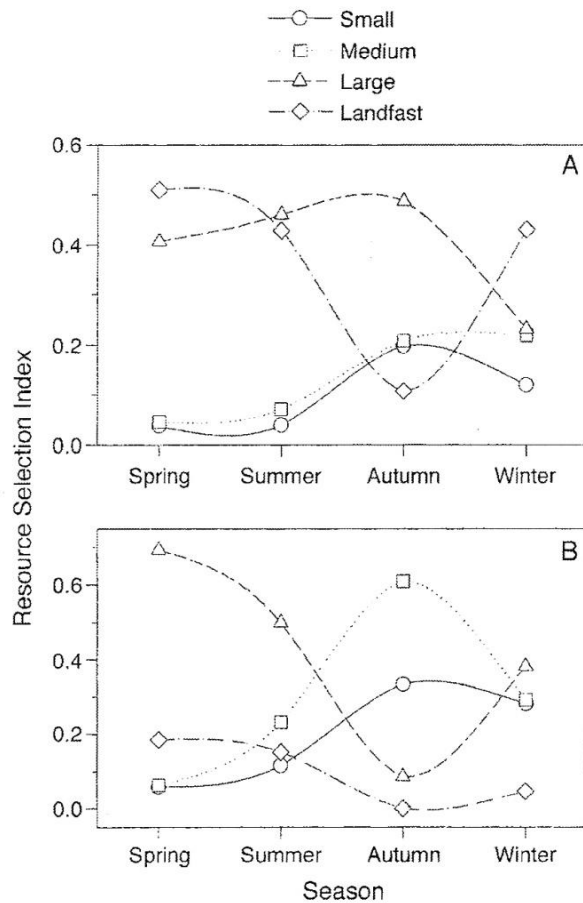 Small
Medium
Large
Landfast
A
0.6
0.4
0.2
0.0
Spring Summer Autumn Winter
Resource Selection Index
B
0.6
0.4
0.2
0.0
Spring Summer Autumn Winter
Season